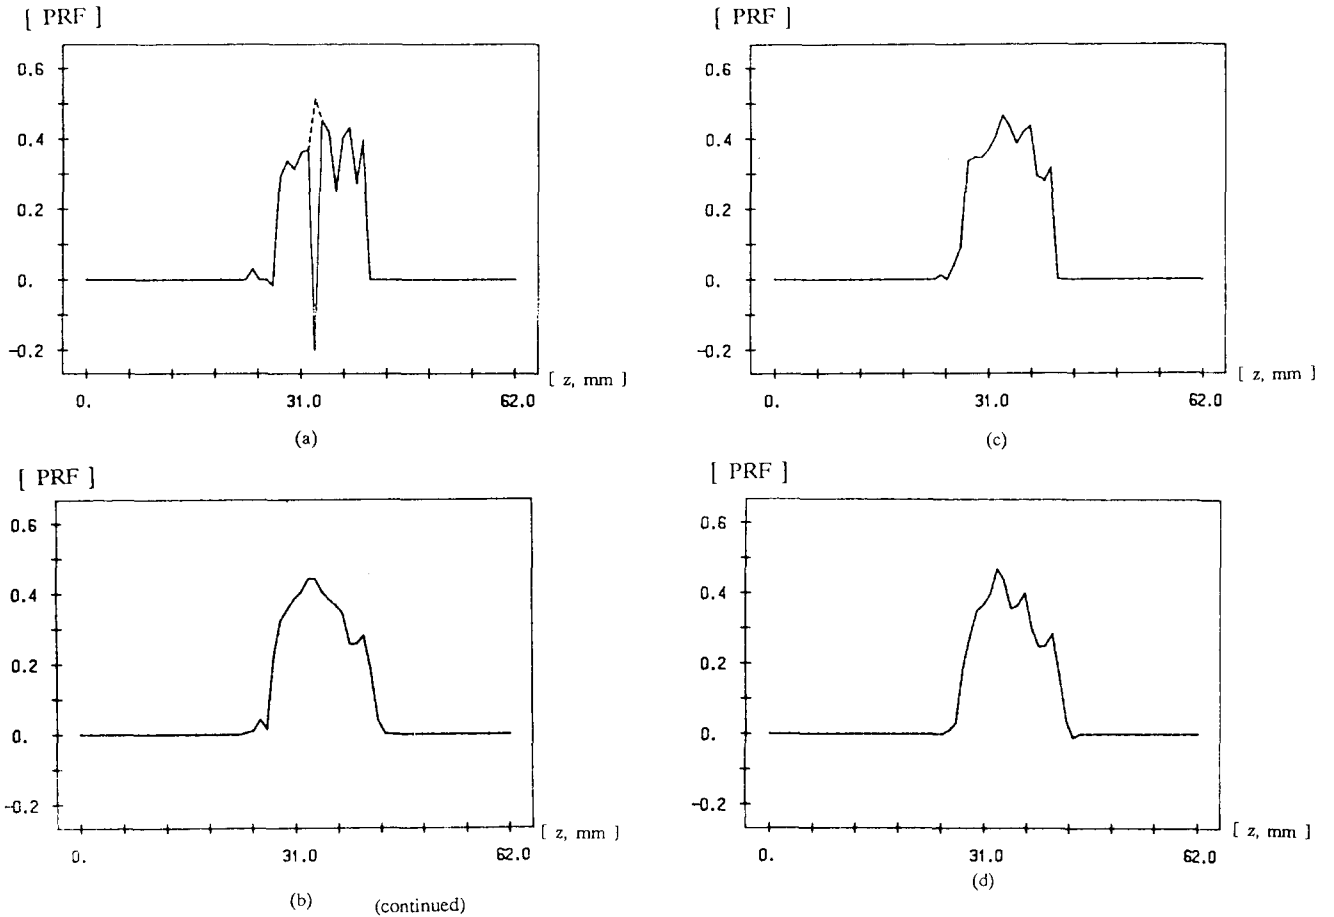 [ PRF ]
0.6
0.4
0.2
0.
-0.2
0.
31.0
62.0
[ z, mm ]
(a)
[ PRF ]
0.6
0.4
0.2
0.
-0.2
0.
31.0
62.0
[ z, mm ]
(b)
(continued)
[ PRF ]
0.6
0.4
0.2
0.
-0.2
0.
31.0
62.0
[ z, mm ]
(c)
[ PRF ]
0.6
0.4
0.2
0.
-0.2
0.
31.0
62.0
[ z, mm ]
(d)